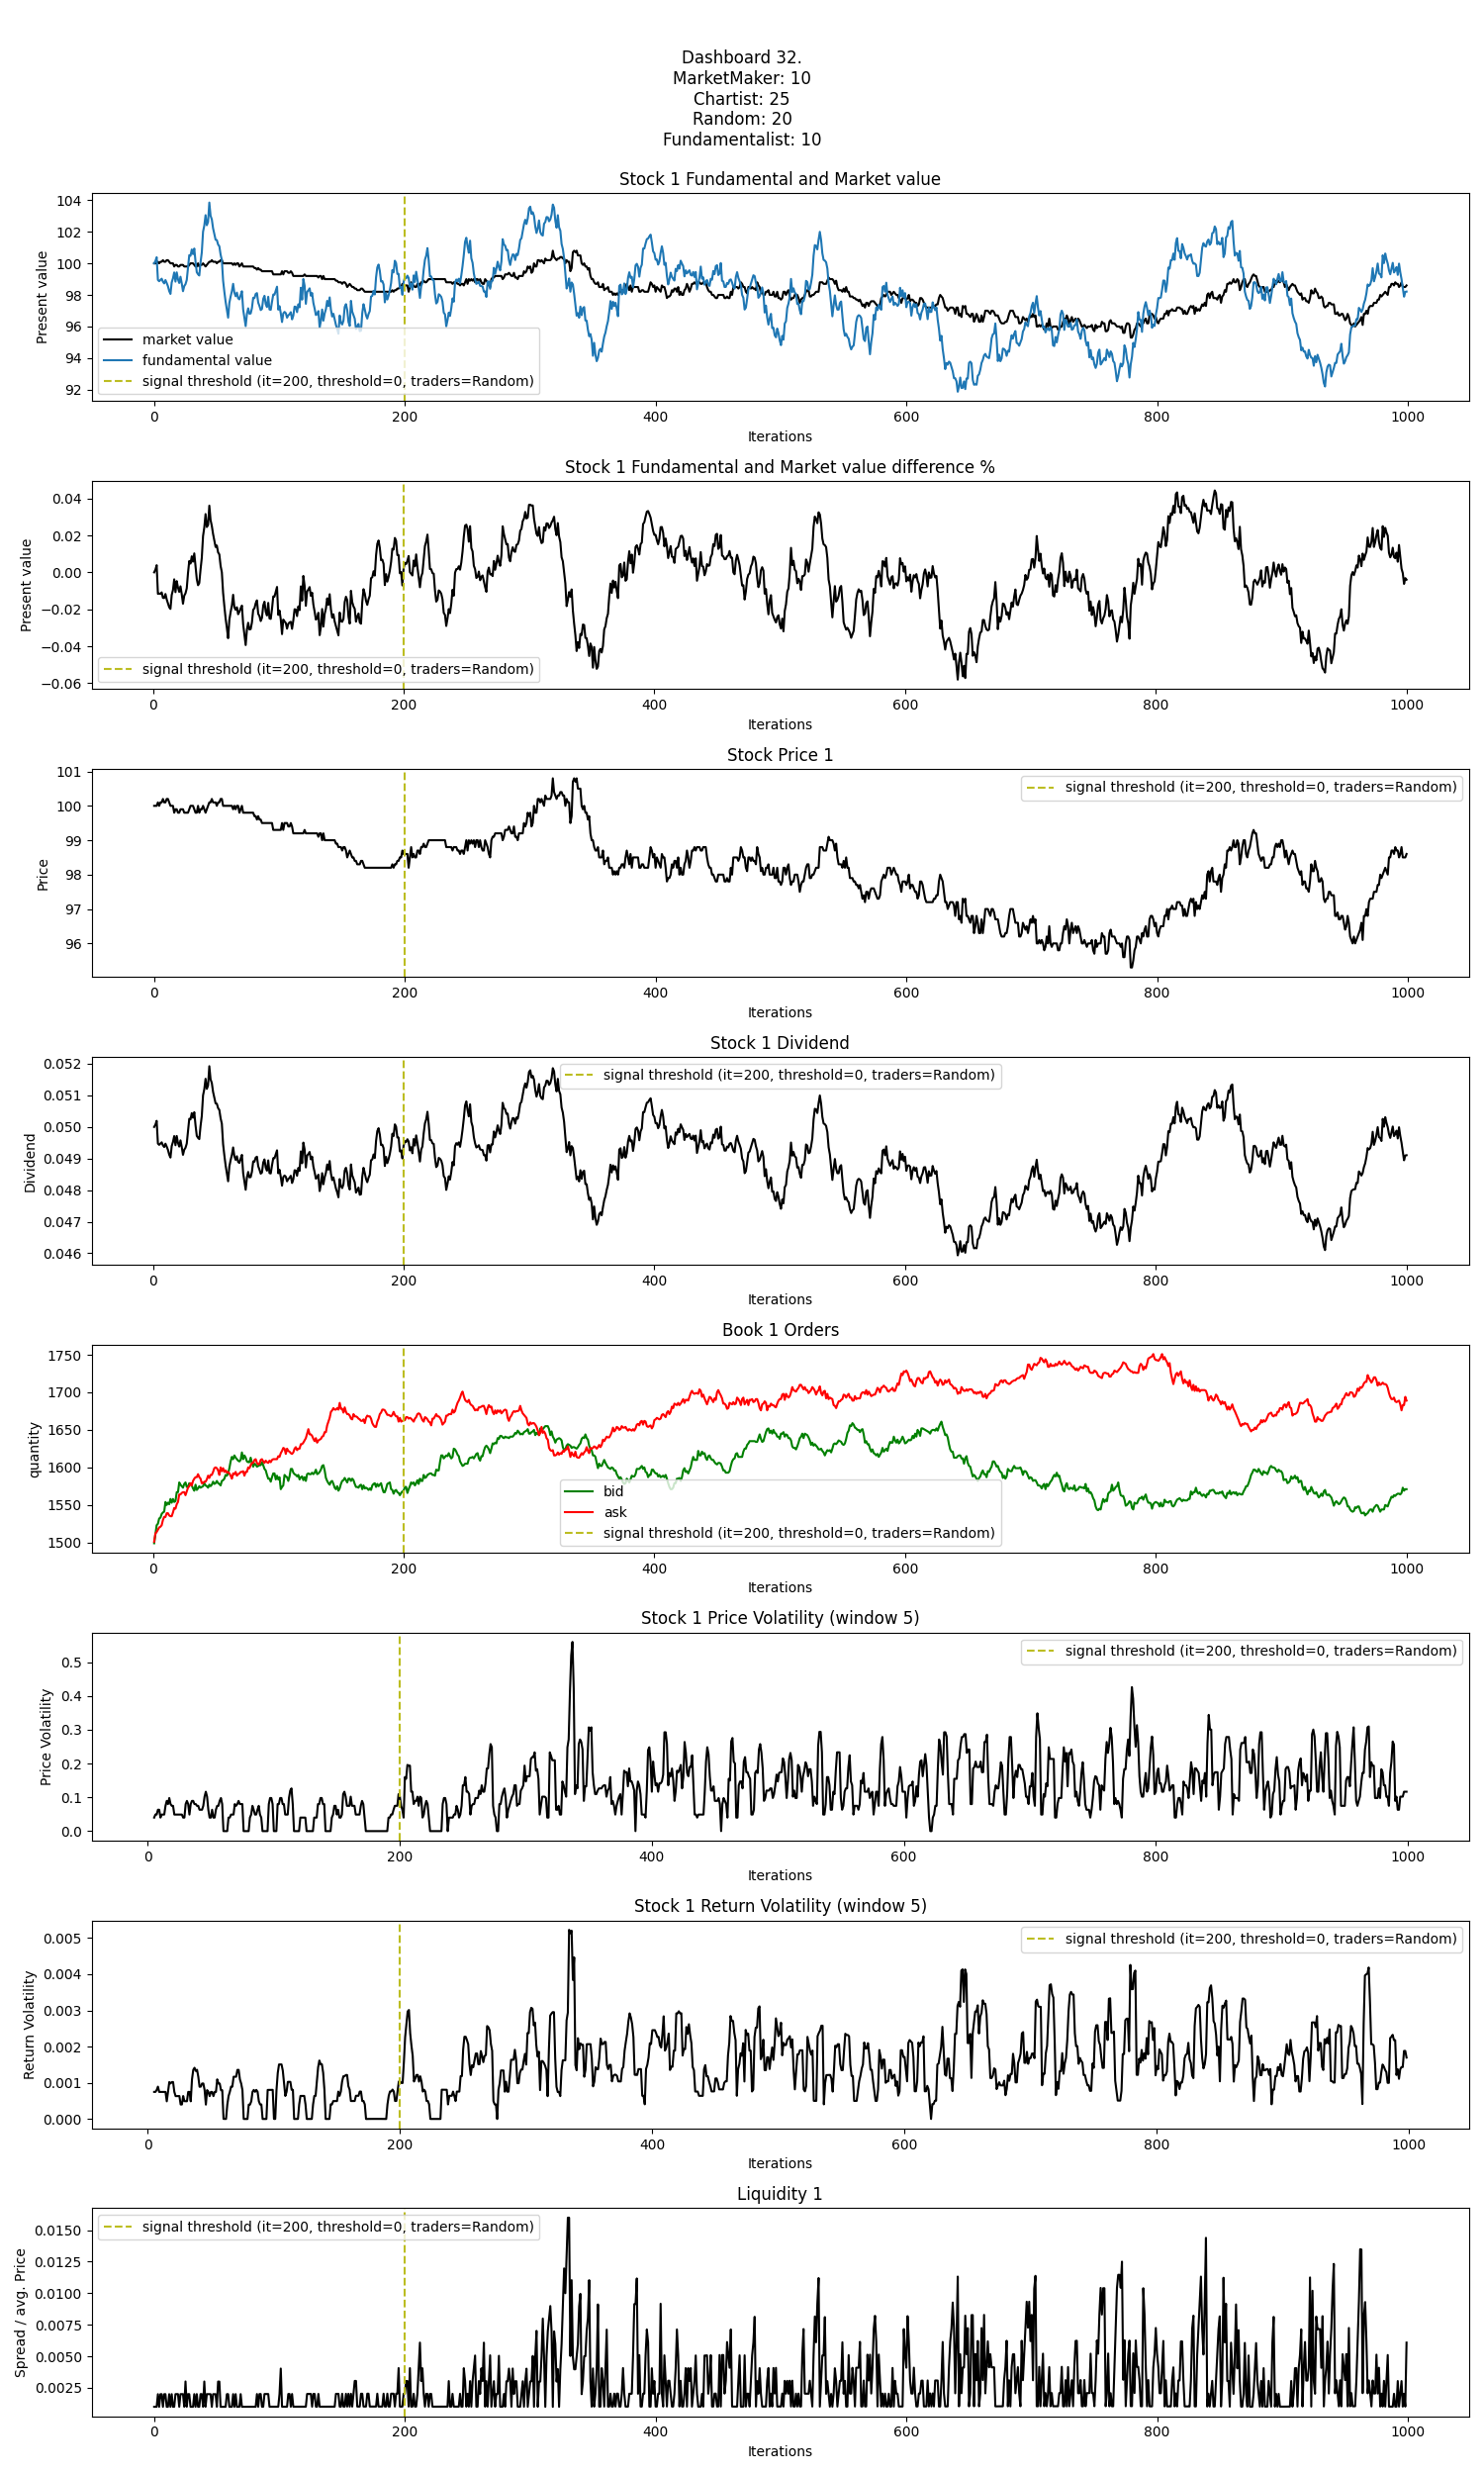 Dashboard 32.
MarketMaker: 10
Chartist: 25
Random: 20
Fundamentalist: 10
Stock 1 Fundamental and Market value
Present value
104
102
100
98
96
94
92
market value
fundamental value
signal threshold (it=200, threshold=0, traders=Random)
0 200 400 600 800 1000
Iterations
Stock 1 Fundamental and Market value difference %
Present value
0.04
0.02
0.00
−0.02
−0.04
−0.06
signal threshold (it=200, threshold=0, traders=Random)
0 200 400 600 800 1000
Iterations
Stock Price 1
Price
101
100
99
98
97
96
signal threshold (it=200, threshold=0, traders=Random)
0 200 400 600 800 1000
Iterations
Stock 1 Dividend
Dividend
0.052
0.051
0.050
0.049
0.048
0.047
0.046
signal threshold (it=200, threshold=0, traders=Random)
0 200 400 600 800 1000
Iterations
Book 1 Orders
quantity
1750
1700
1650
1600
1550
1500
bid
ask
signal threshold (it=200, threshold=0, traders=Random)
0 200 400 600 800 1000
Iterations
Stock 1 Price Volatility (window 5)
Price Volatility
0.5
0.4
0.3
0.2
0.1
0.0
signal threshold (it=200, threshold=0, traders=Random)
0 200 400 600 800 1000
Iterations
Stock 1 Return Volatility (window 5)
Return Volatility
0.005
0.004
0.003
0.002
0.001
0.000
signal threshold (it=200, threshold=0, traders=Random)
0 200 400 600 800 1000
Iterations
Liquidity 1
Spread / avg. Price
0.0150
0.0125
0.0100
0.0075
0.0050
0.0025
signal threshold (it=200, threshold=0, traders=Random)
0 200 400 600 800 1000
Iterations